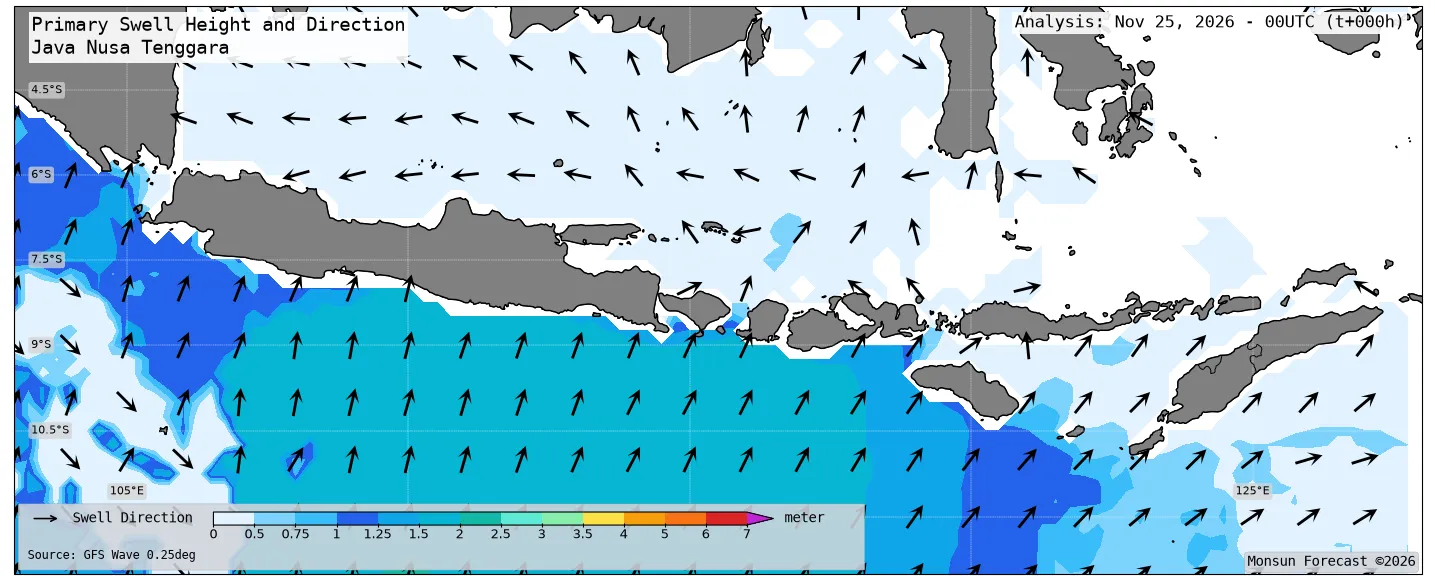 Primary Swell Height and Direction
Java Nusa Tenggara
Analysis: Nov 25, 2026 - 00UTC (t+000h)
4.5°S
6°S
7.5°S
9°S
10.5°S
105°E
125°E
Swell Direction
0 0.5 0.75 1 1.25 1.5 2 2.5 3 3.5 4 5 6 7
meter
Source: GFS Wave 0.25deg
Monsun Forecast ©2026